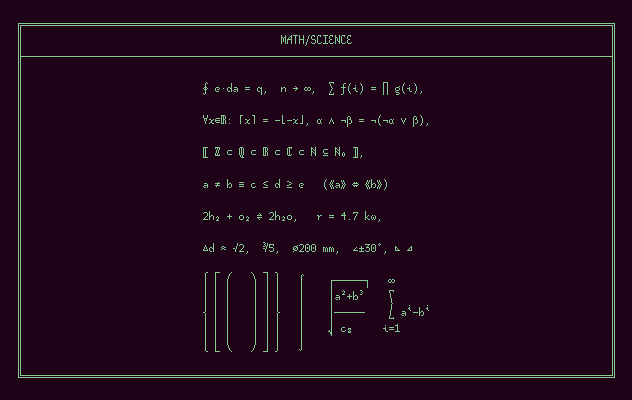 MATH/SCIENCE
∮ e·da = q,  n → ∞,  ∑ f(i) = ∏ g(i),
∀x∈ℝ: ⌈x⌉ = −⌊−x⌋, α ∧ ¬β = ¬(¬α ∨ β),
⟦ ℤ ⊂ ℚ ⊂ ℝ ⊂ ℂ ⊂ ℕ ⊆ ℕ₀ ⟧,
a ≠ b ≡ c ≤ d ≥ e   (⟪a⟫ ⇔ ⟪b⟫)
2h₂ + o₂ ⇌ 2h₂o,   r = 4.7 kω,
∆d ≈ √2,  ∛5,  ⌀200 mm,  ∠±30°, ⊾ ⊿
∞
a²+b³
aⁱ−bⁱ
c₈
i=1